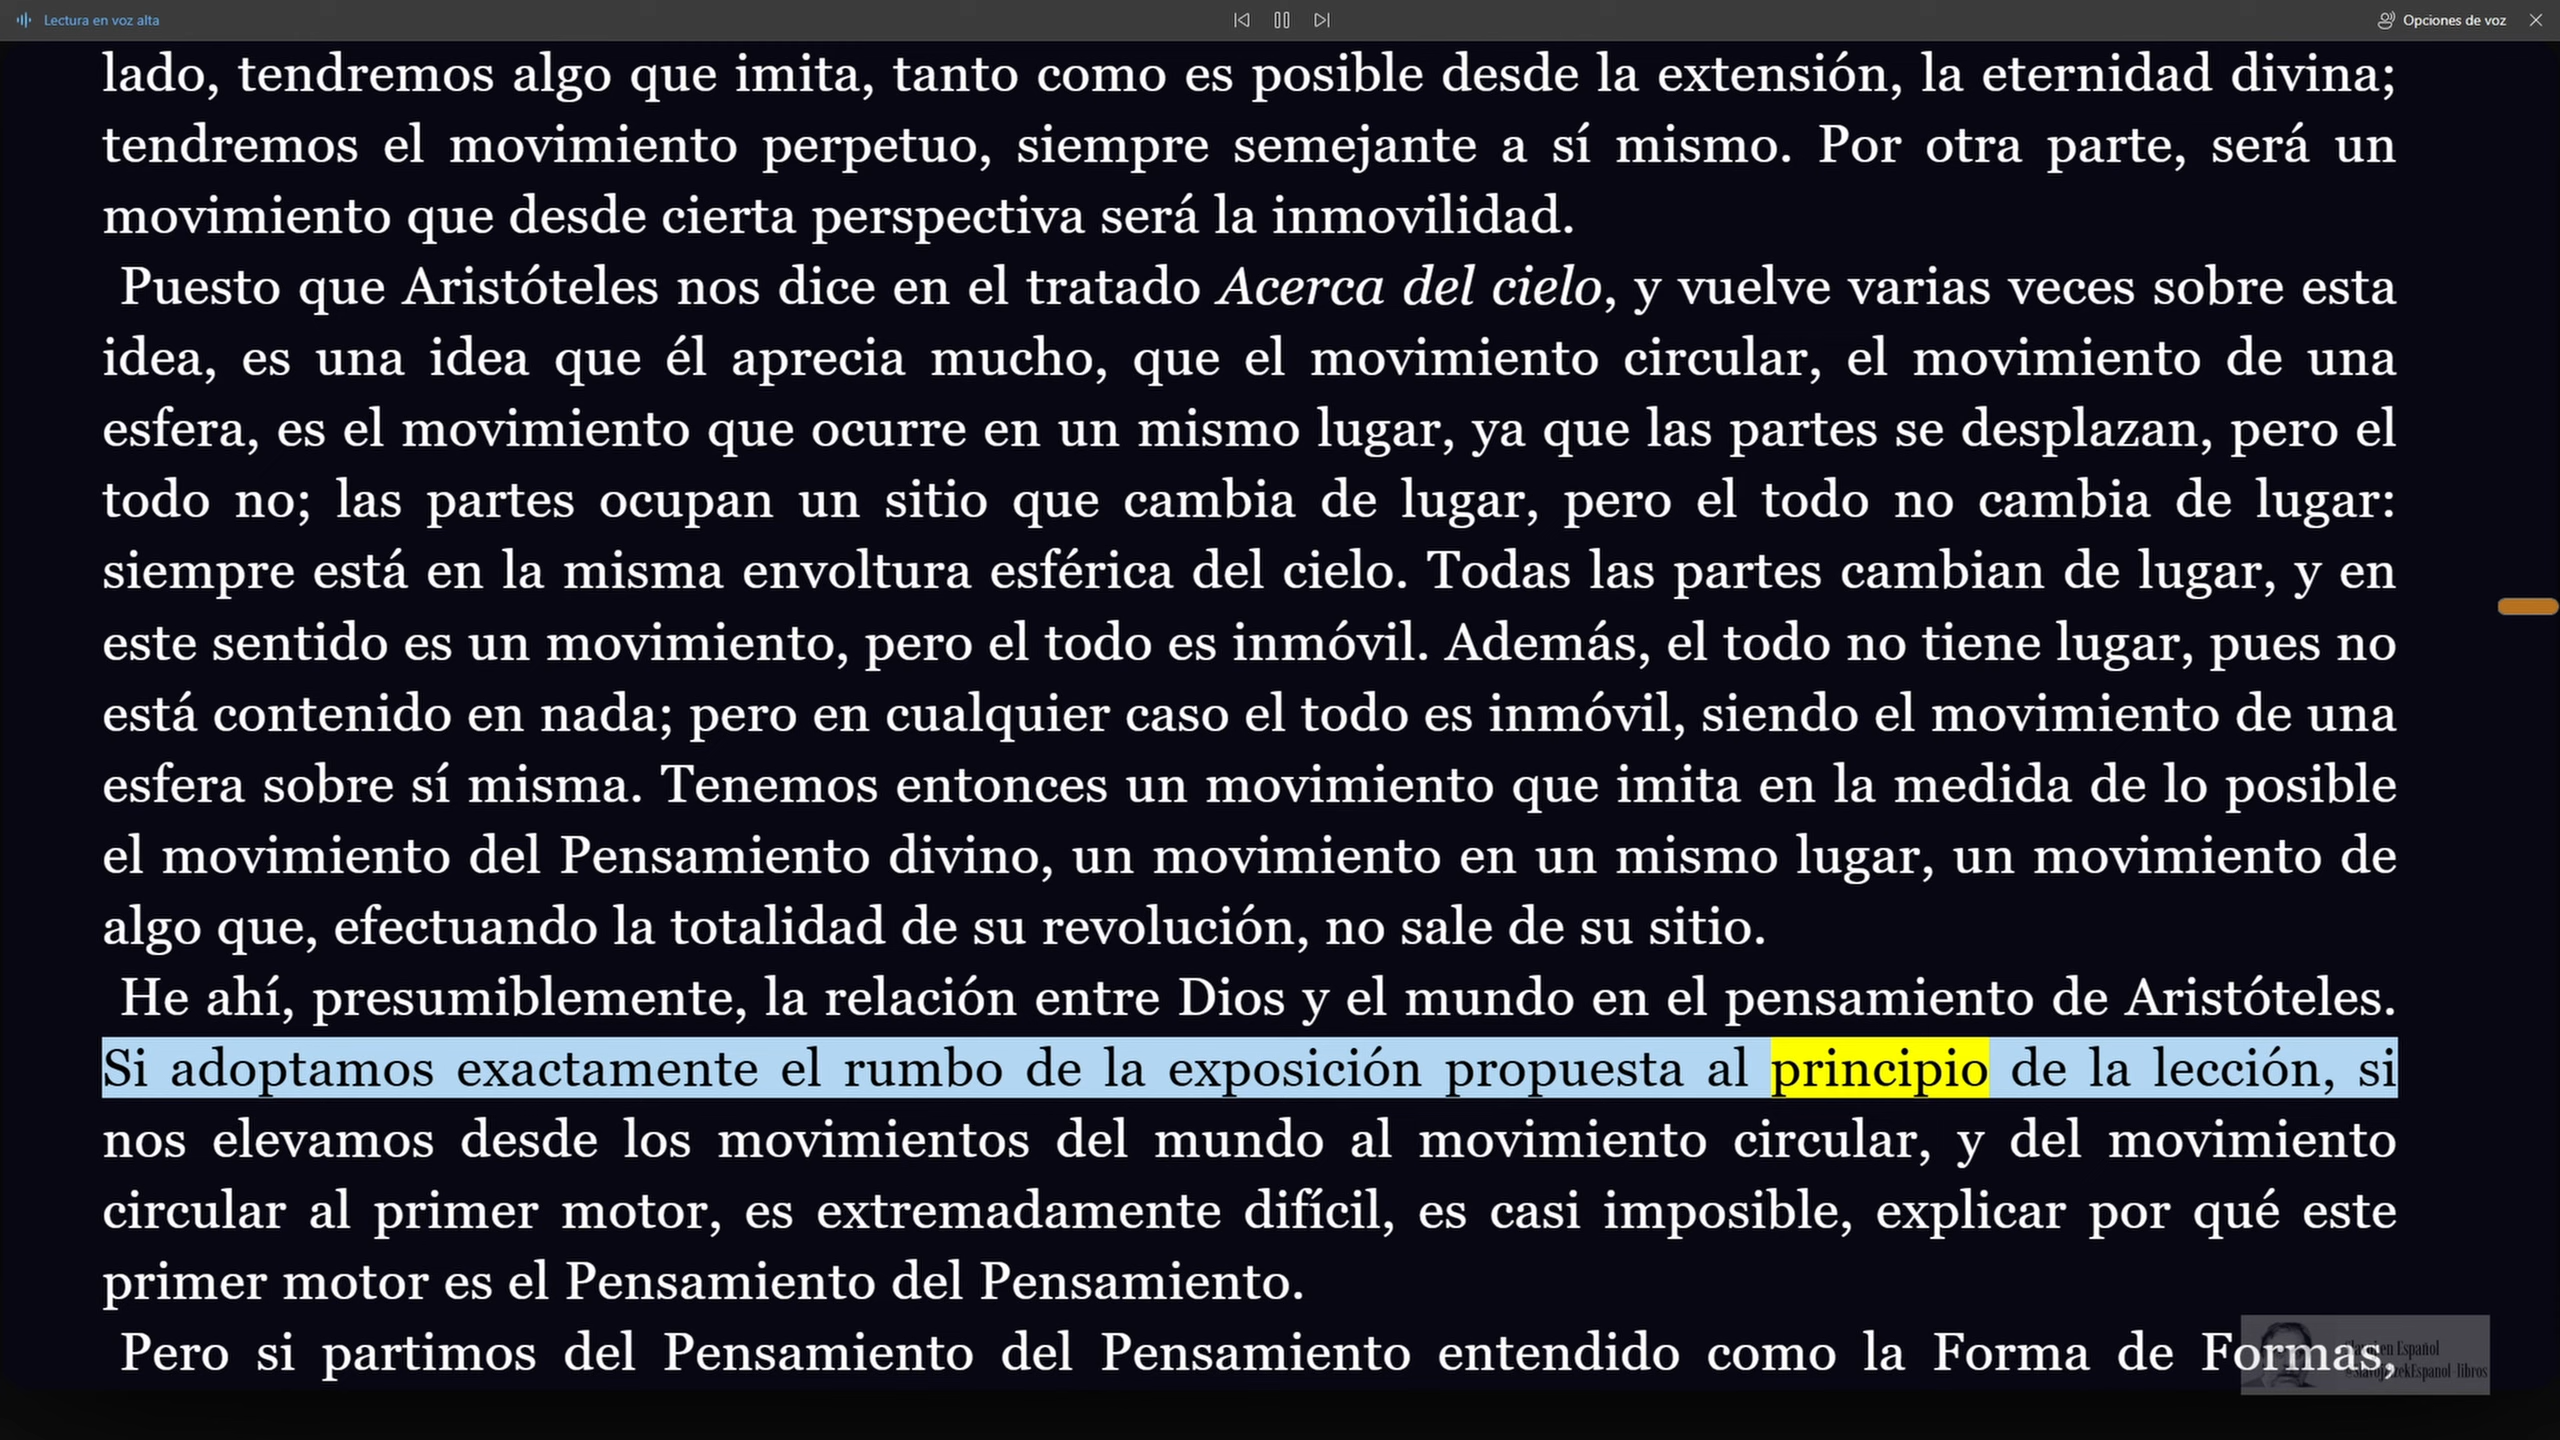 Lectura en voz alta
Opciones de voz
lado, tendremos algo que imita, tanto como es posible desde la extensión, la eternidad divina;
tendremos el movimiento perpetuo, siempre semejante a sí mismo. Por otra parte, será un
movimiento que desde cierta perspectiva será la inmovilidad.
Puesto que Aristóteles nos dice en el tratado Acerca del cielo, y vuelve varias veces sobre esta
idea, es una idea que él aprecia mucho, que el movimiento circular, el movimiento de una
esfera, es el movimiento que ocurre en un mismo lugar, ya que las partes se desplazan, pero el
todo no; las partes ocupan un sitio que cambia de lugar, pero el todo no cambia de lugar:
siempre está en la misma envoltura esférica del cielo. Todas las partes cambian de lugar, y en
este sentido es un movimiento, pero el todo es inmóvil. Además, el todo no tiene lugar, pues no
está contenido en nada; pero en cualquier caso el todo es inmóvil, siendo el movimiento de una
esfera sobre sí misma. Tenemos entonces un movimiento que imita en la medida de lo posible
el movimiento del Pensamiento divino, un movimiento en un mismo lugar, un movimiento de
algo que, efectuando la totalidad de su revolución, no sale de su sitio.
He ahí, presumiblemente, la relación entre Dios y el mundo en el pensamiento de Aristóteles.
Si adoptamos exactamente el rumbo de la exposición propuesta al principio de la lección, si
nos elevamos desde los movimientos del mundo al movimiento circular, y del movimiento
circular al primer motor, es extremadamente difícil, es casi imposible, explicar por qué este
primer motor es el Pensamiento del Pensamiento.
Pero si partimos del Pensamiento del Pensamiento entendido como la Forma de Formas,
en Español